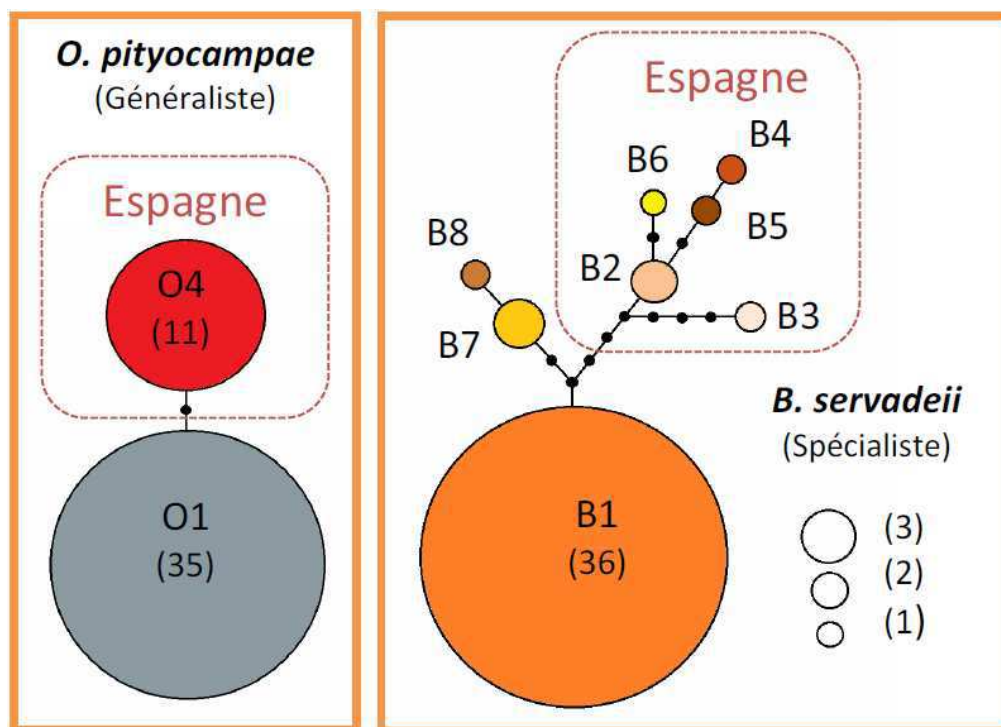 O. pityocampae
(Généraliste)
Espagne
O4
(11)
O1
(35)
Espagne
B4
B6
B5
B8
B2
B7
B3
B. servadeii
(Spécialiste)
B1
(36)
(3)
(2)
(1)